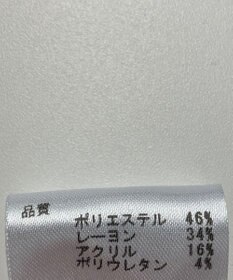 品質
ポリエステル 46%
レーヨン 34%
アクリル 16%
ポリウレタン 4%